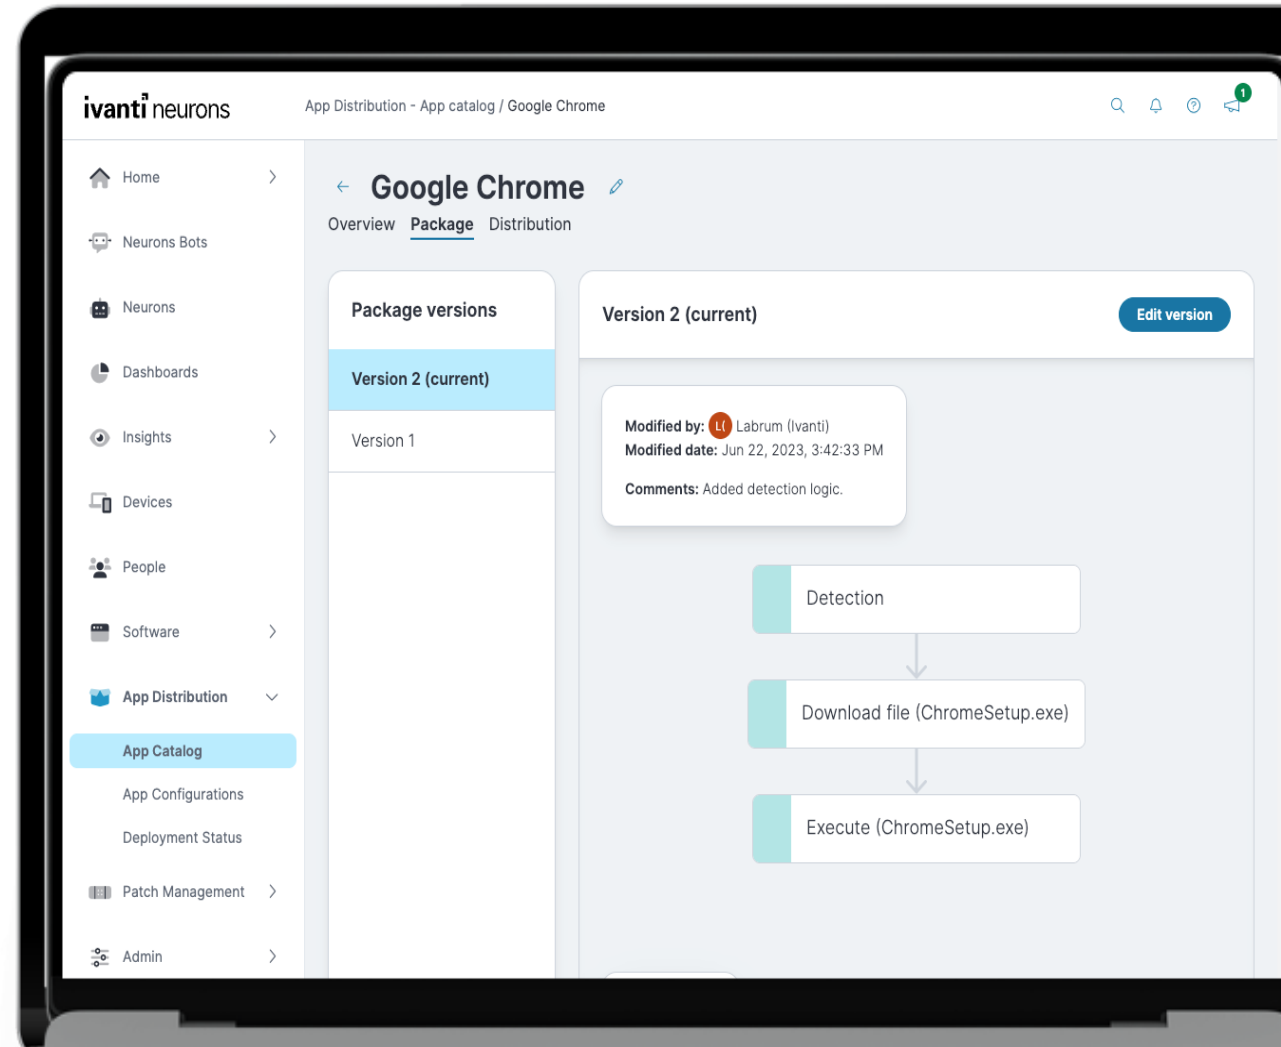 ivanti neurons
App Distribution - App catalog / Google Chrome
1
Home
Neurons Bots
Neurons
Dashboards
Insights
Devices
People
Software
App Distribution
App Catalog
App Configurations
Deployment Status
Patch Management
Admin
Google Chrome
Overview Package Distribution
Package versions
Version 2 (current)
Version 1
Version 2 (current)
Edit version
Modified by: L( Labrum (Ivanti)
Modified date: Jun 22, 2023, 3:42:33 PM
Comments: Added detection logic.
Detection
Download file (ChromeSetup.exe)
Execute (ChromeSetup.exe)